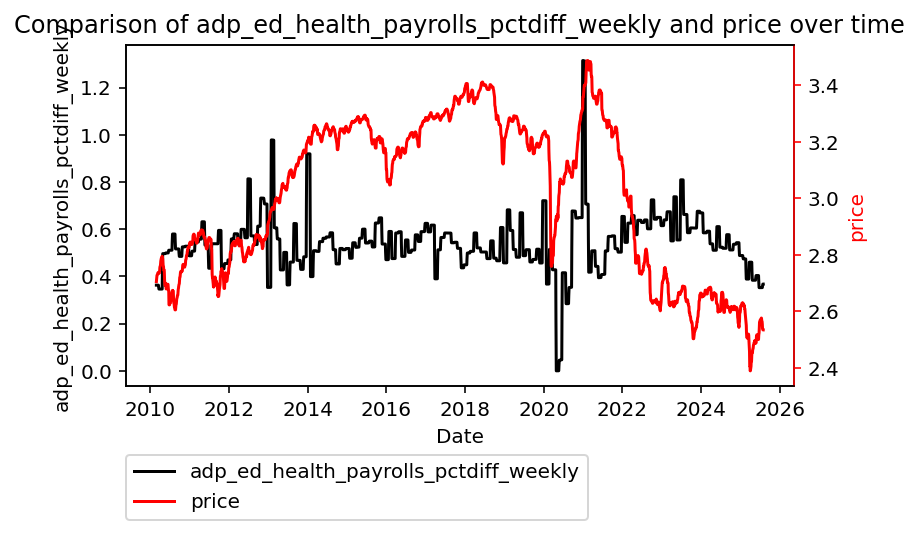 Comparison of adp_ed_health_payrolls_pctdiff_weekly and price over time
adp_ed_health_payrolls_pctdiff_weekly
1.2
1.0
0.8
0.6
0.4
0.2
0.0
3.4
3.2
3.0
2.8
2.6
2.4
price
2010 2012 2014 2016 2018 2020 2022 2024 2026
Date
adp_ed_health_payrolls_pctdiff_weekly
price